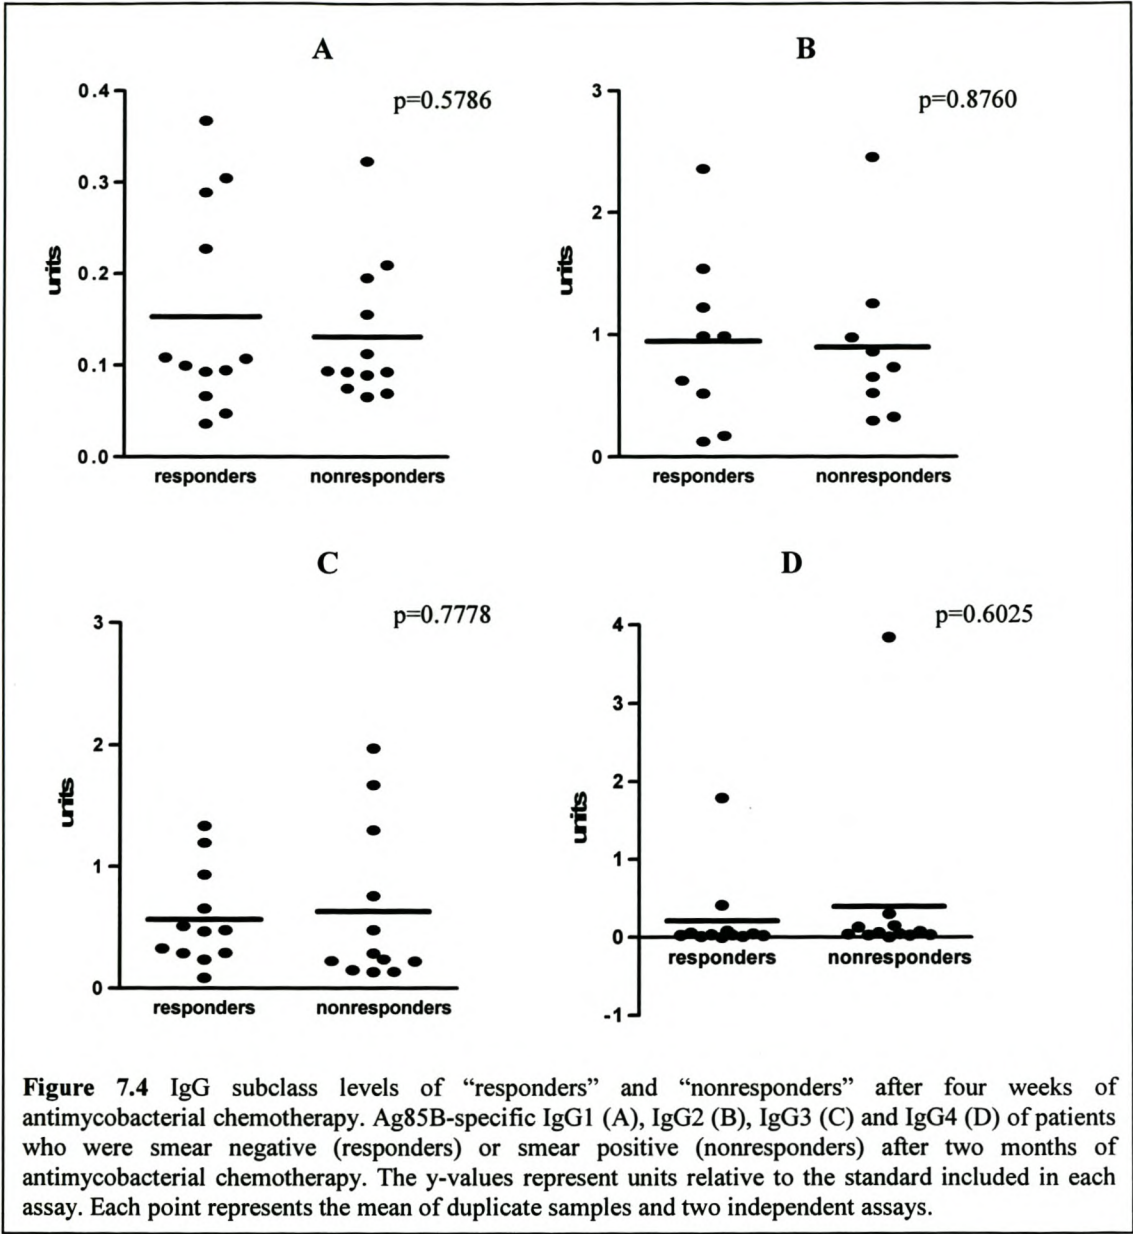 A
p=0.5786
0.4
0.3
0.2
0.1
0.0
units
responders nonresponders
B
p=0.8760
3
2
1
0
units
responders nonresponders
C
p=0.7778
3
2
1
0
units
responders nonresponders
D
p=0.6025
4
3
2
1
0
-1
units
responders nonresponders
Figure 7.4 IgG subclass levels of “responders” and “nonresponders” after four weeks of
antimycobacterial chemotherapy. Ag85B-specific IgG1 (A), IgG2 (B), IgG3 (C) and IgG4 (D) of patients
who were smear negative (responders) or smear positive (nonresponders) after two months of
antimycobacterial chemotherapy. The y-values represent units relative to the standard included in each
assay. Each point represents the mean of duplicate samples and two independent assays.